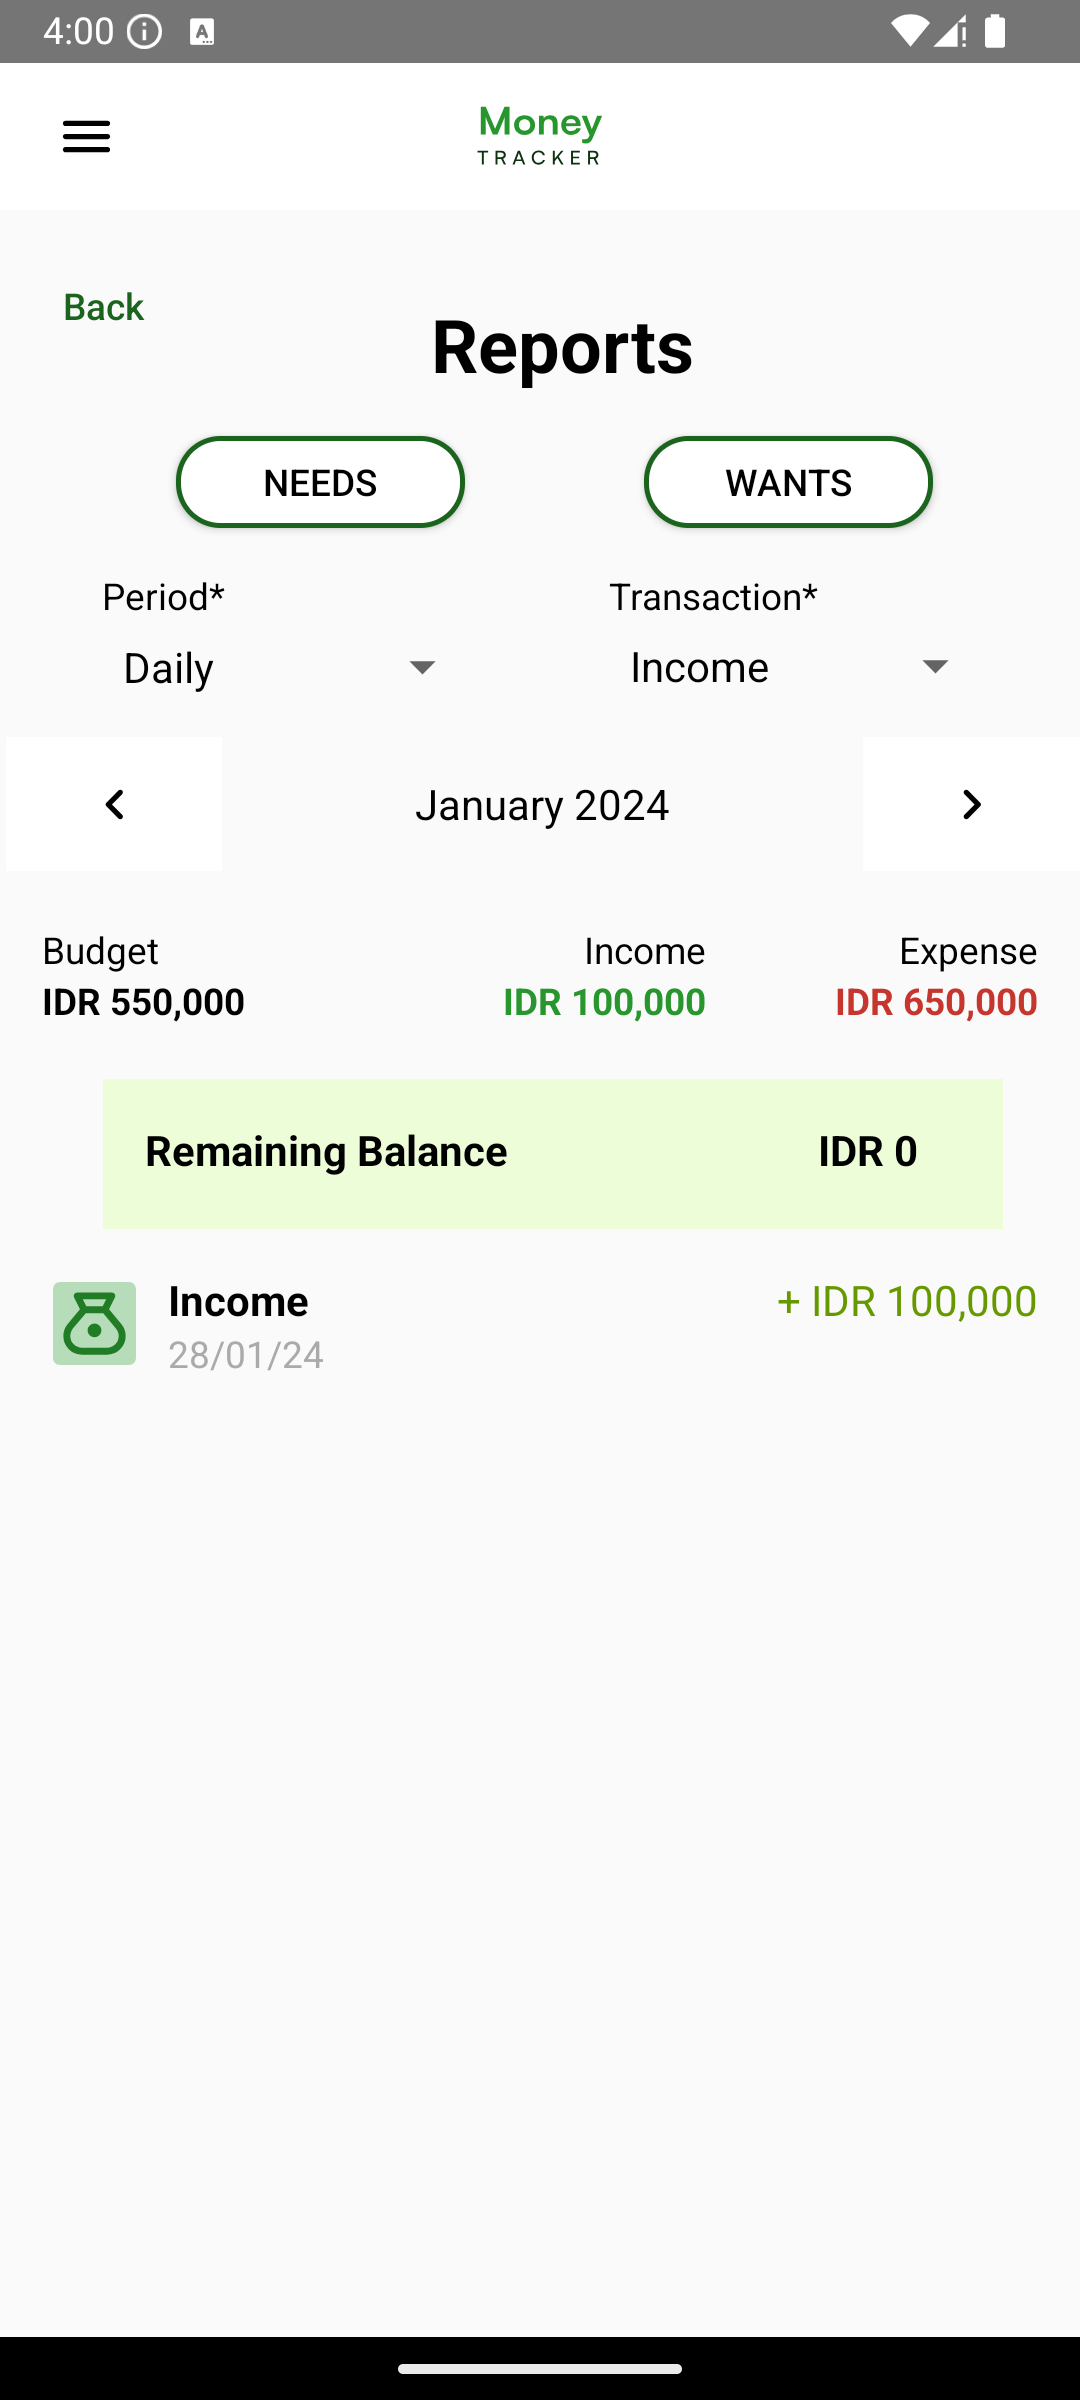 4:00
Money
TRACKER
Back
Reports
NEEDS
WANTS
Period*
Transaction*
Daily
Income
January 2024
Budget
Income
Expense
IDR 550,000
IDR 100,000
IDR 650,000
Remaining Balance
IDR 0
Income
+ IDR 100,000
28/01/24